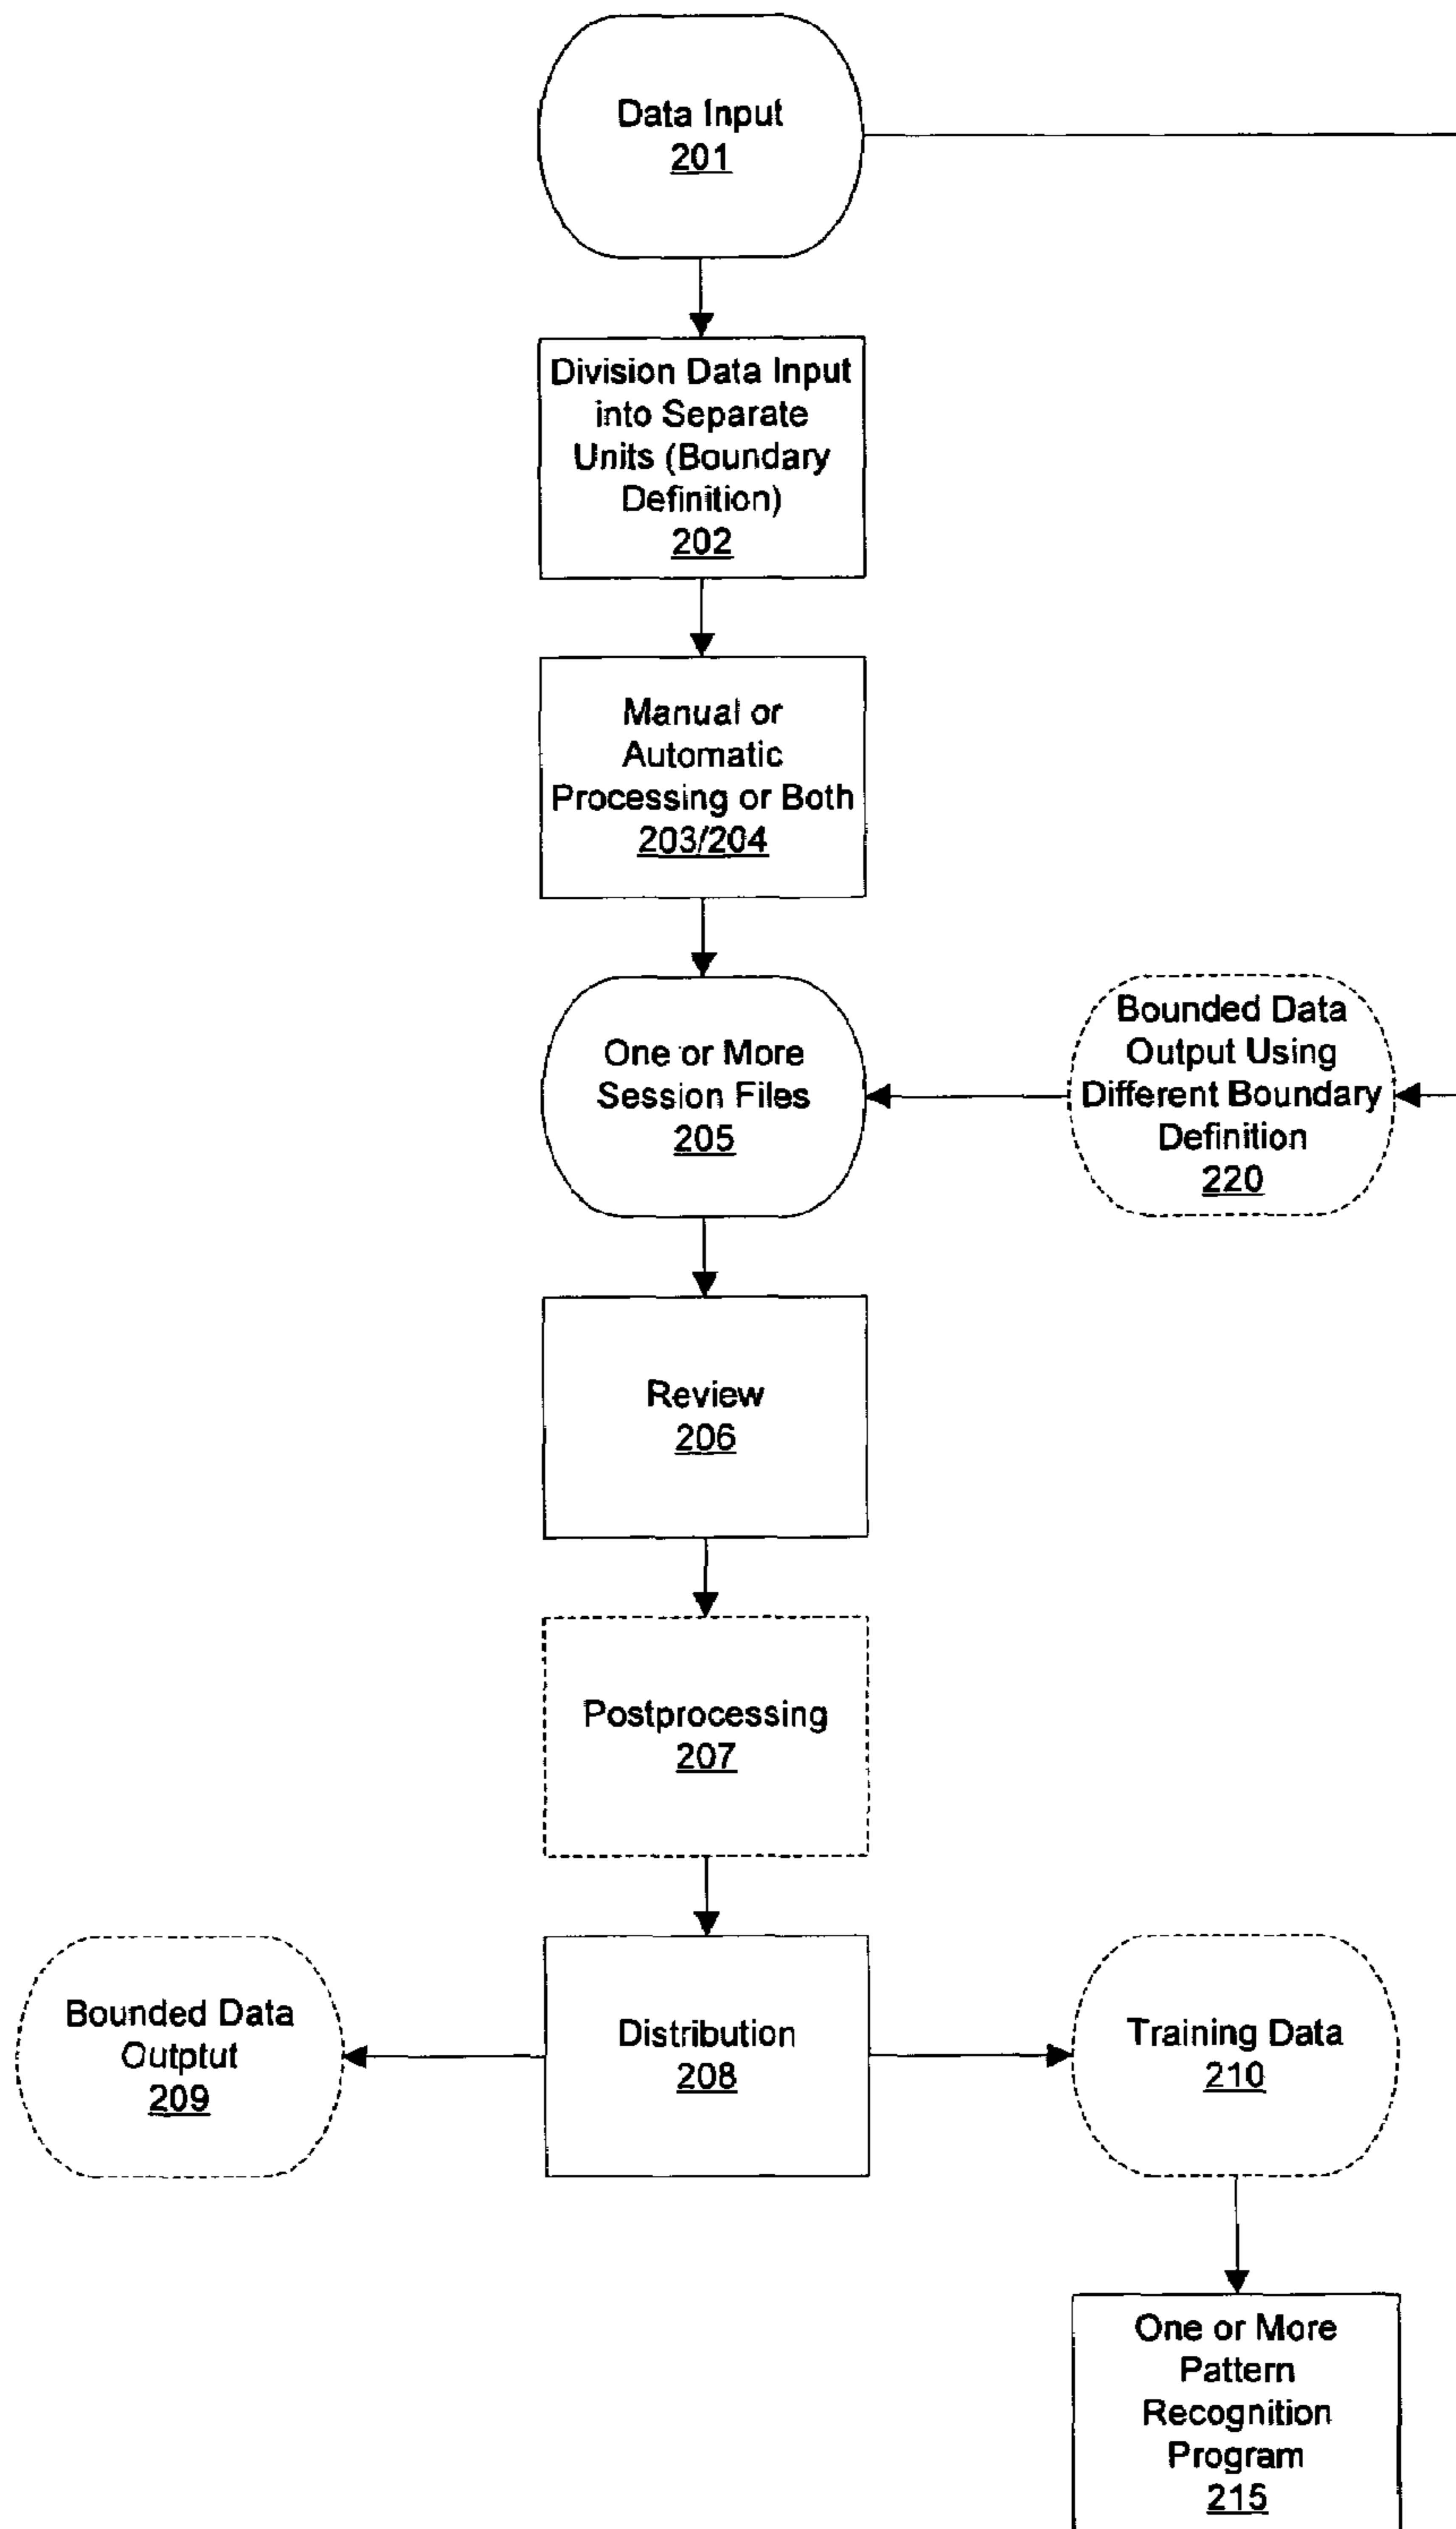 Data Input
201
Division Data Input
into Separate
Units (Boundary
Definition)
202
Manual or
Automatic
Processing or Both
203/204
One or More
Session Files
205
Bounded Data
Output Using
Different Boundary
Definition
220
Review
206
Postprocessing
207
Bounded Data
Outptut
209
Distribution
208
Training Data
210
One or More
Pattern
Recognition
Program
215